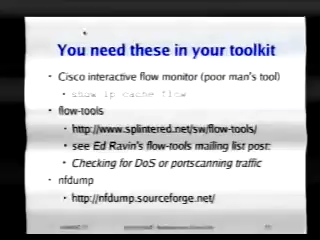 You need these in your toolkit
Cisco interactive flow monitor (poor man's tool)
show ip cache flow
flow-tools
http://www.splintered.net/sw/flow-tools/
see Ed Ravin's flow-tools mailing list post:
Checking for DoS or portscanning traffic
nfdump
http://nfdump.sourceforge.net/